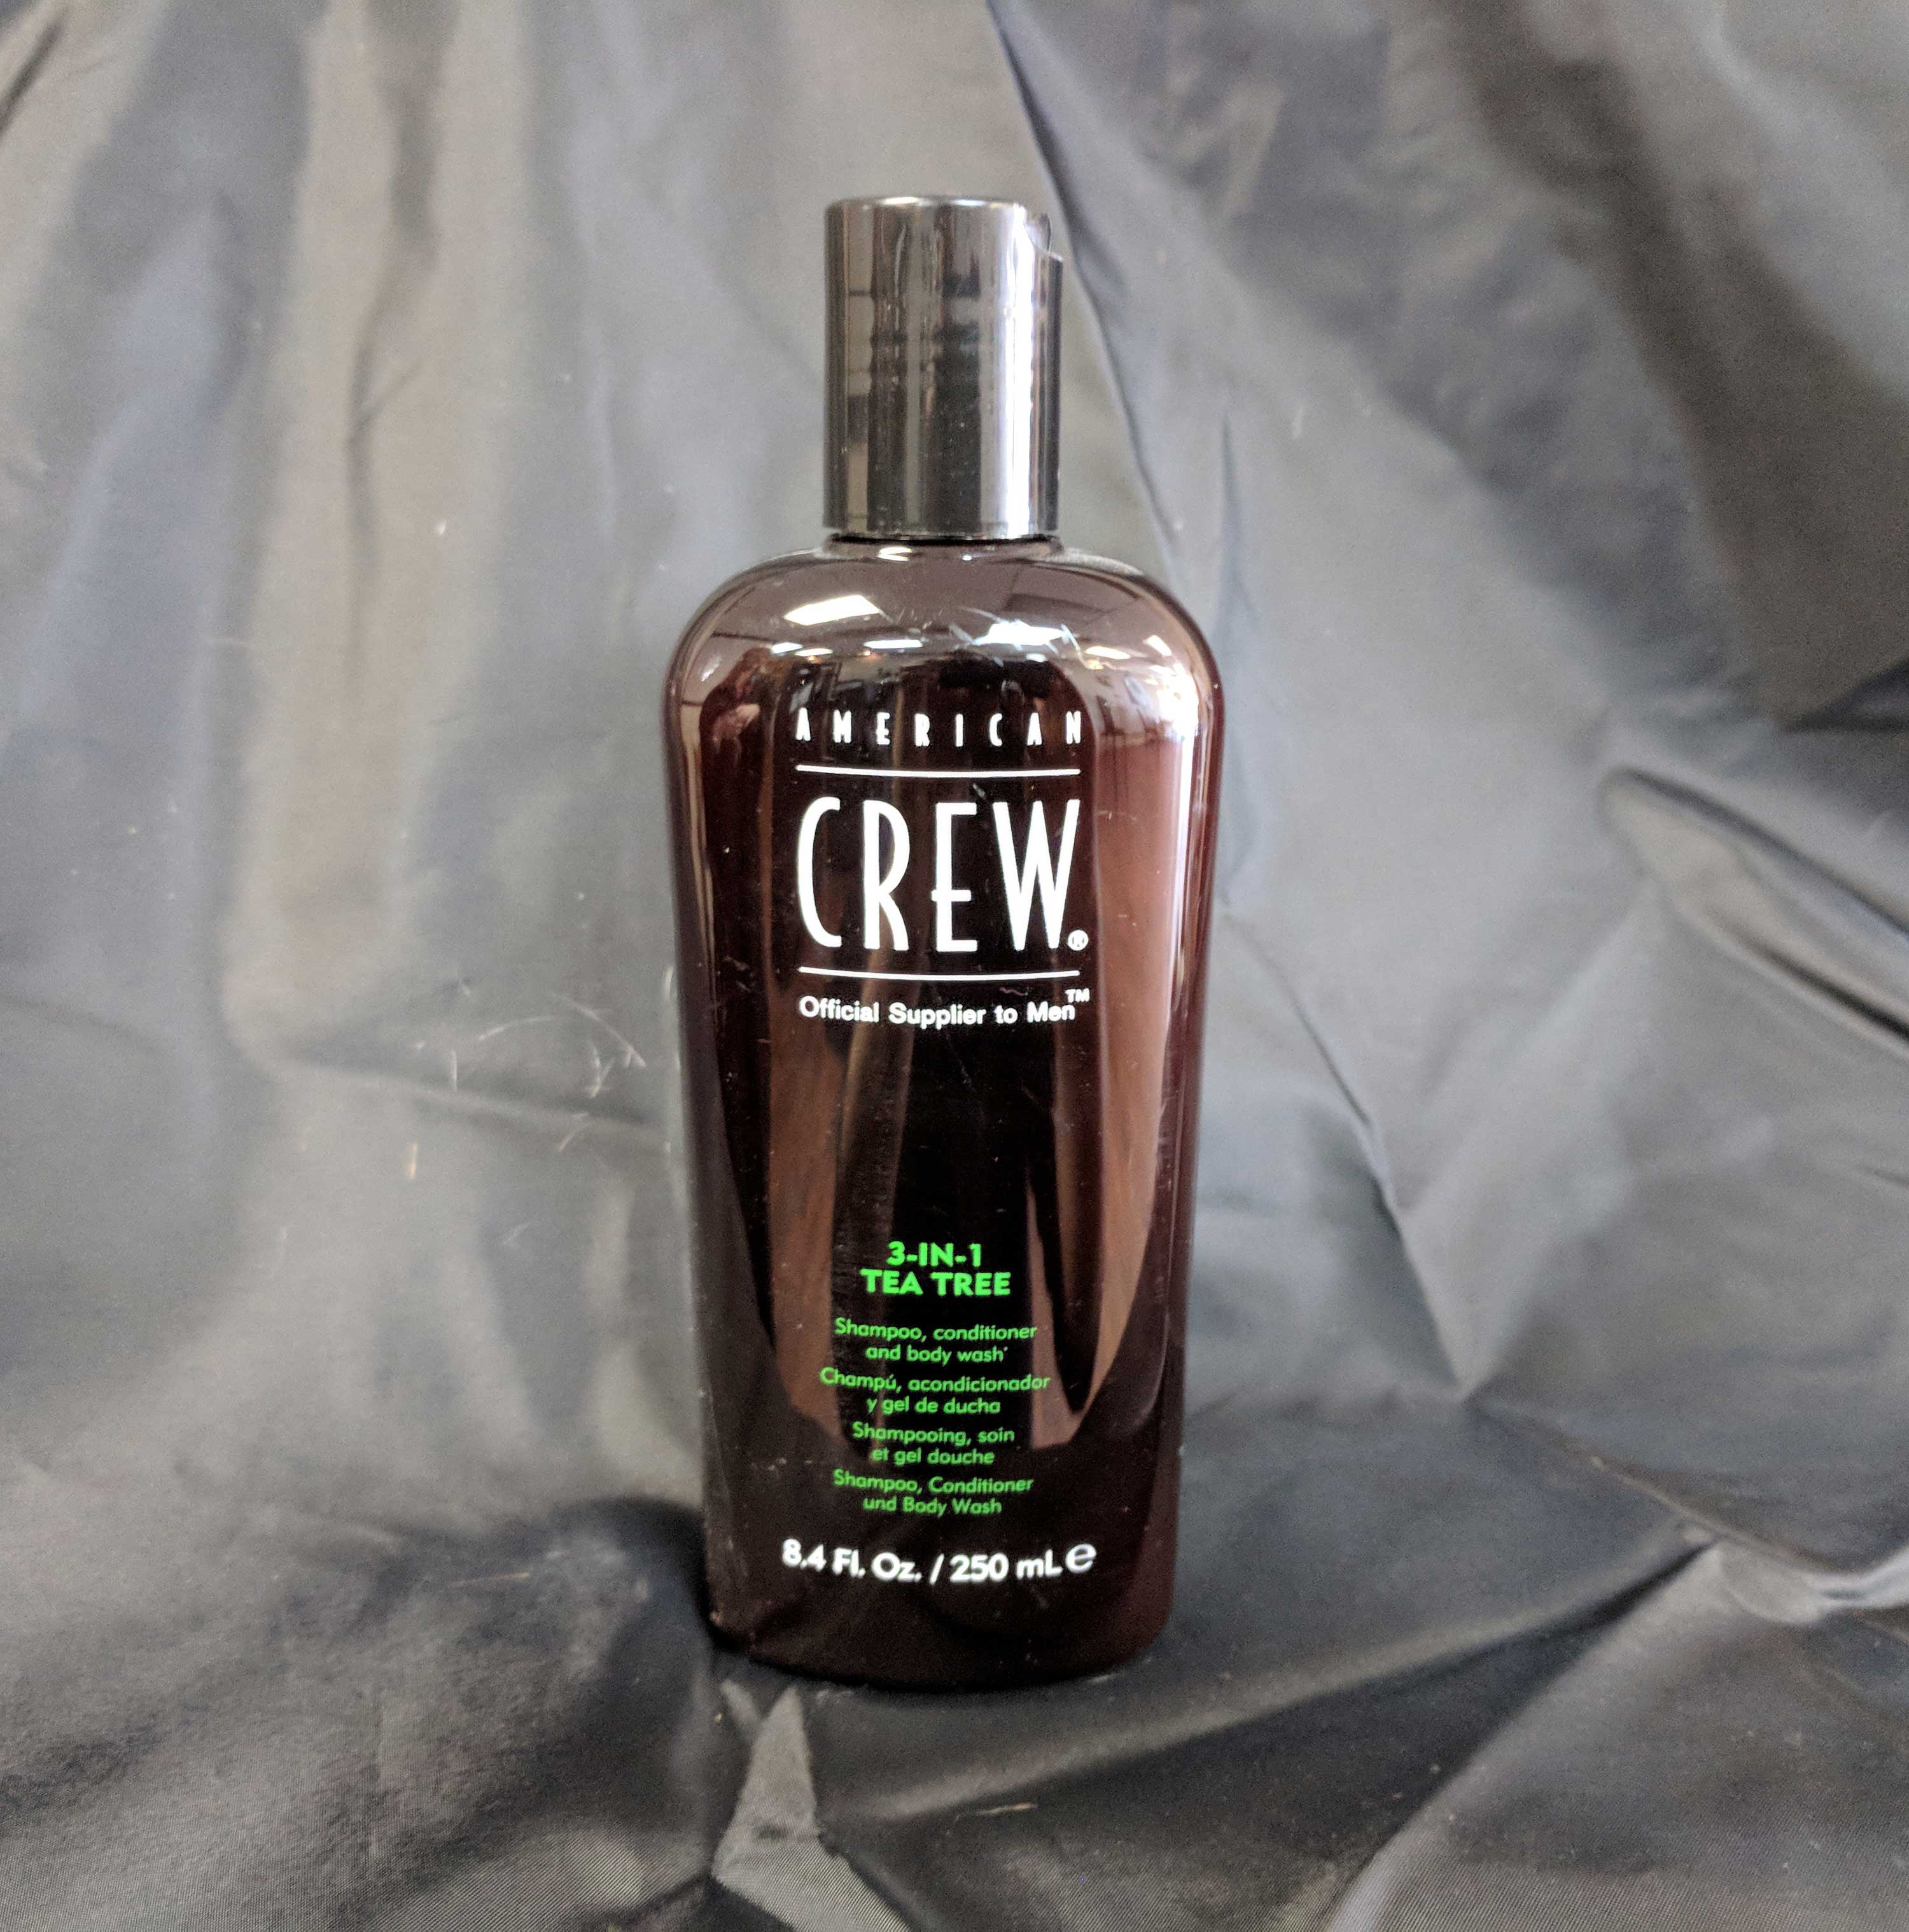 AMERICAN
CREW®
Official Supplier to Men™
3-IN-1
TEA TREE
Shampoo, conditioner
and body wash*
Champú, acondicionador
y gel de ducha
Shampooing, soin
et gel douche
Shampoo, Conditioner
und Body Wash
8.4 Fl. Oz. / 250 mL ℮